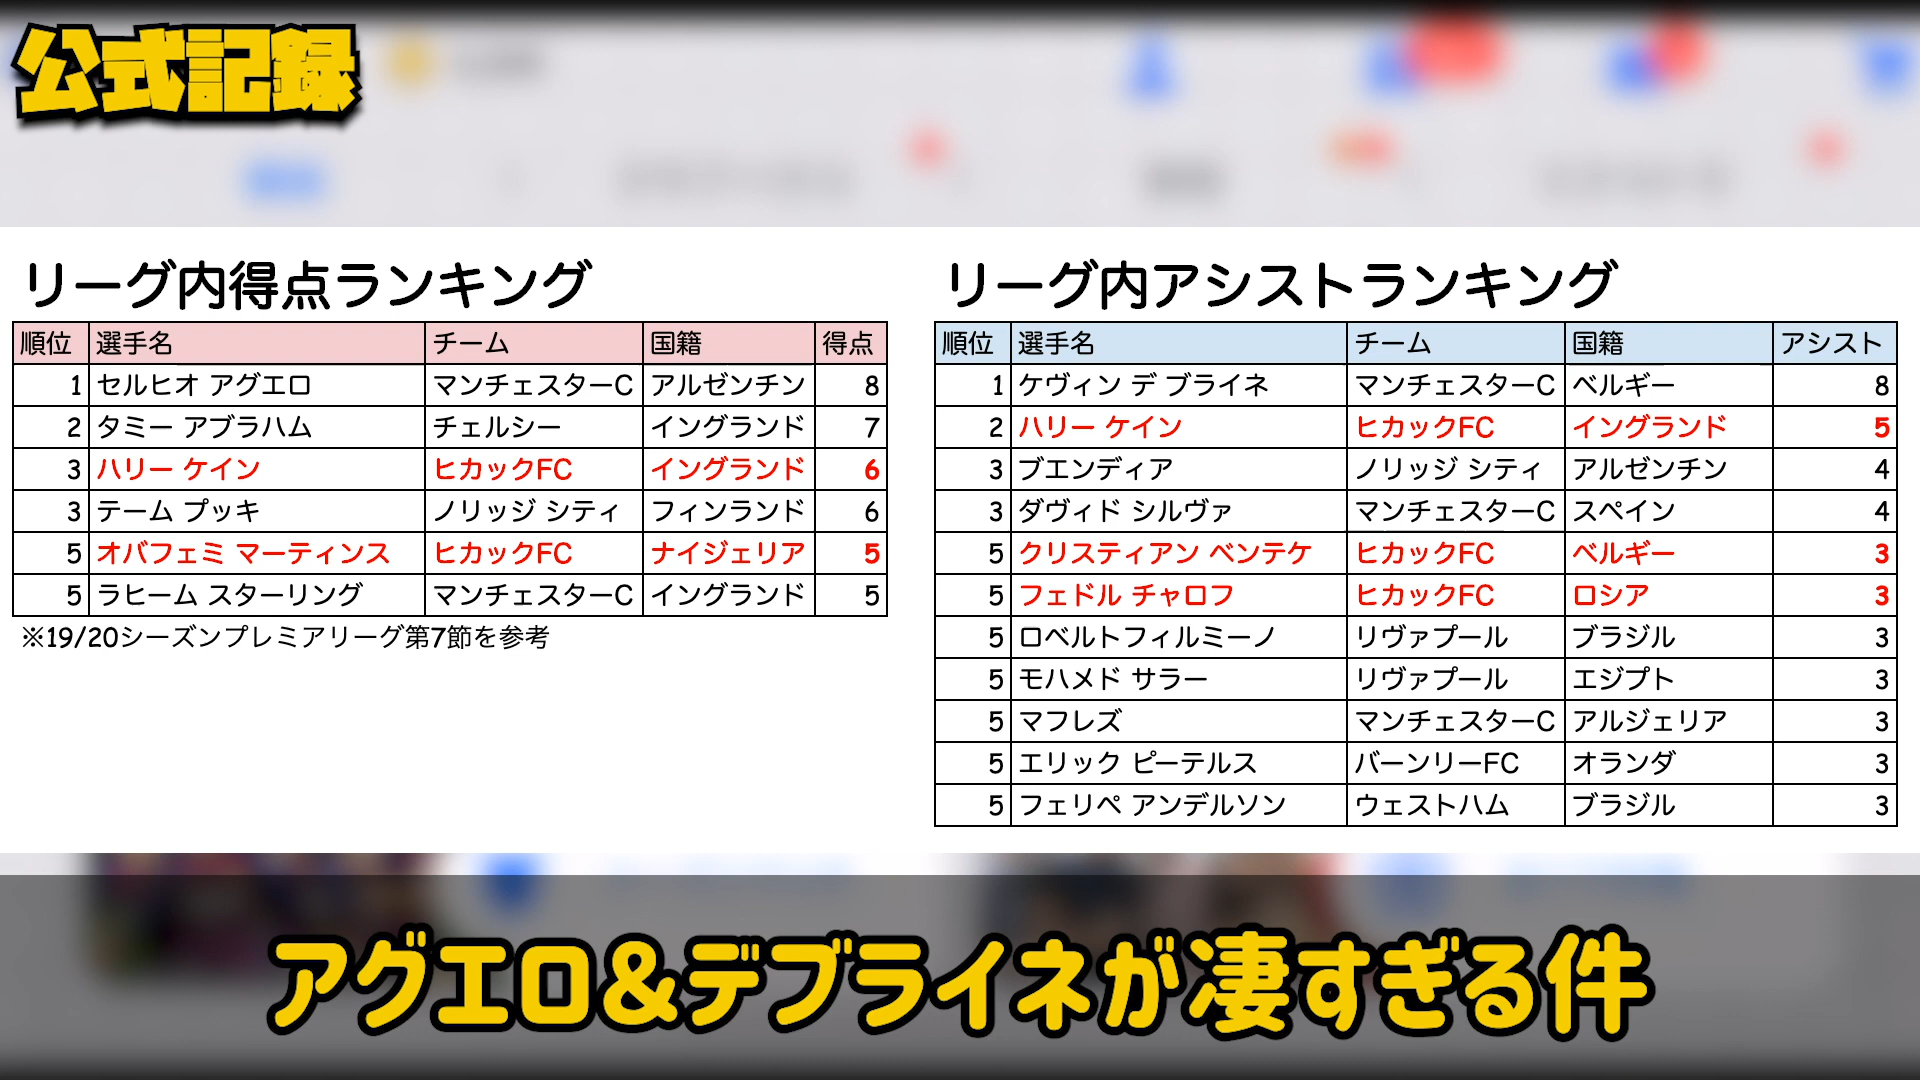 公式記録
リーグ内得点ランキング
順位 選手名 チーム 国籍 得点
1 セルヒオ アグエロ マンチェスターC アルゼンチン 8
2 タミー アブラハム チェルシー イングランド 7
3 ハリー ケイン ヒカックFC イングランド 6
3 テーム プッキ ノリッジ シティ フィンランド 6
5 オバフェミ マーティンス ヒカックFC ナイジェリア 5
5 ラヒーム スターリング マンチェスターC イングランド 5
※19/20シーズンプレミアリーグ第7節を参考
リーグ内アシストランキング
順位 選手名 チーム 国籍 アシスト
1 ケヴィン デ ブライネ マンチェスターC ベルギー 8
2 ハリー ケイン ヒカックFC イングランド 5
3 ブエンディア ノリッジ シティ アルゼンチン 4
3 ダヴィド シルヴァ マンチェスターC スペイン 4
5 クリスティアン ベンテケ ヒカックFC ベルギー 3
5 フェドル チャロフ ヒカックFC ロシア 3
5 ロベルトフィルミーノ リヴァプール ブラジル 3
5 モハメド サラー リヴァプール エジプト 3
5 マフレズ マンチェスターC アルジェリア 3
5 エリック ピーテルス バーンリーFC オランダ 3
5 フェリペ アンデルソン ウェストハム ブラジル 3
アグエロ&デブライネが凄すぎる件